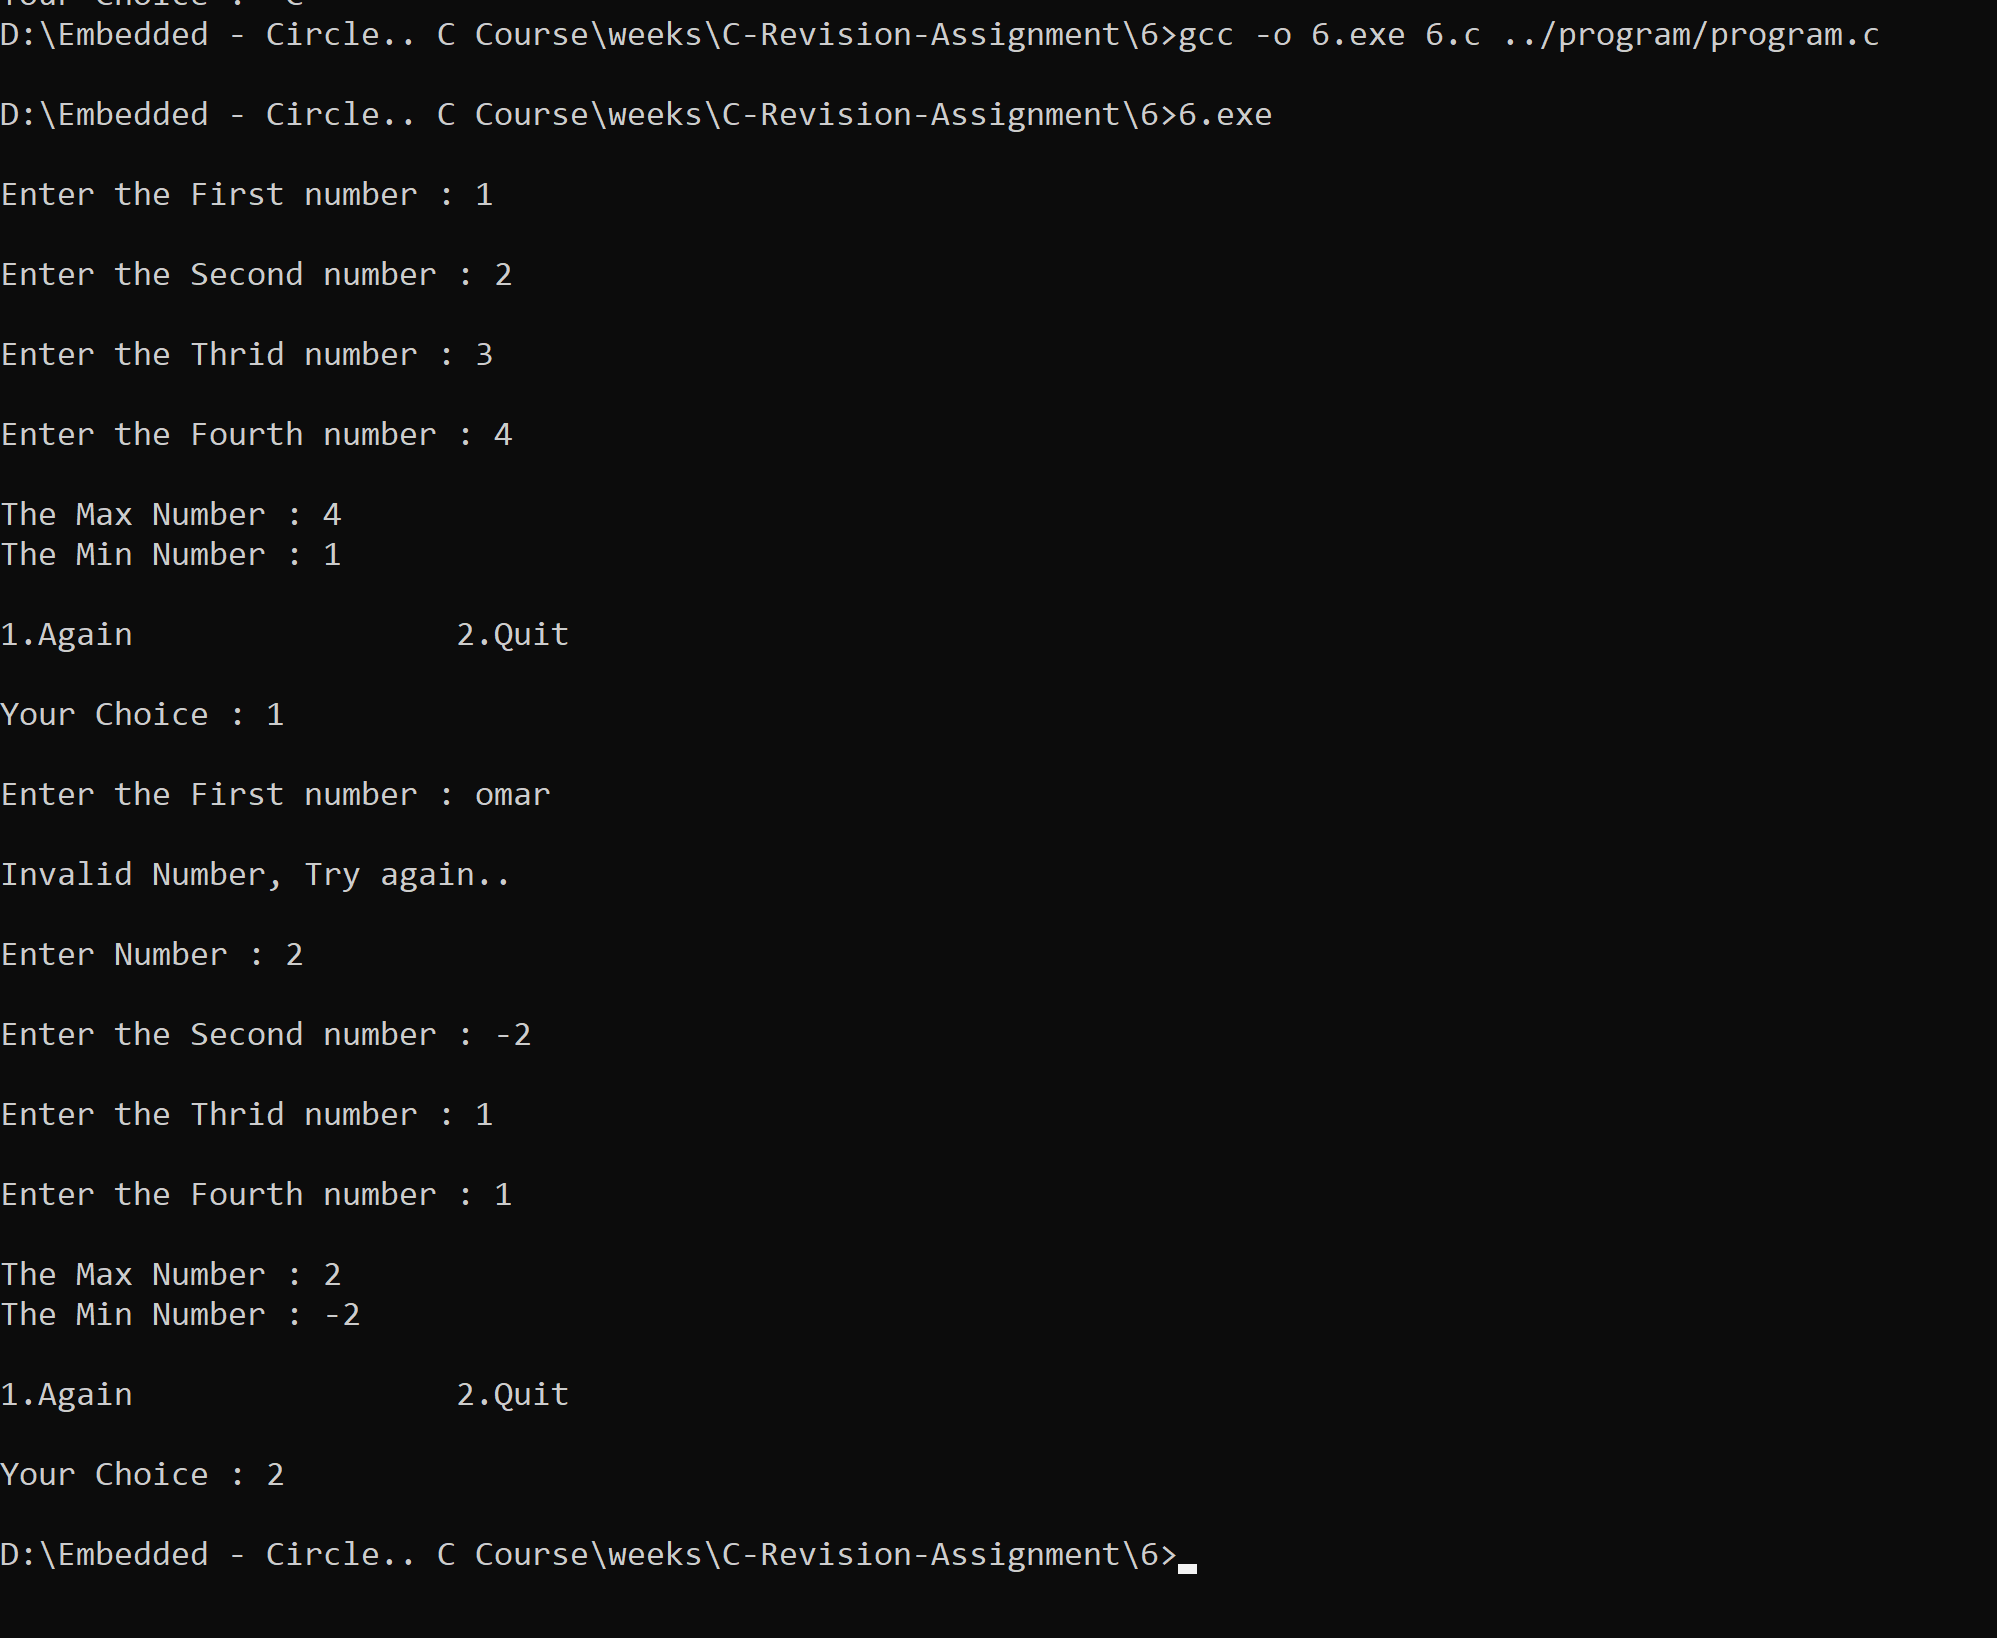 D:\Embedded - Circle.. C Course\weeks\C-Revision-Assignment\6>gcc -o 6.exe 6.c ../program/program.c
D:\Embedded - Circle.. C Course\weeks\C-Revision-Assignment\6>6.exe
Enter the First number : 1
Enter the Second number : 2
Enter the Thrid number : 3
Enter the Fourth number : 4
The Max Number : 4
The Min Number : 1
1.Again                 2.Quit
Your Choice : 1
Enter the First number : omar
Invalid Number, Try again..
Enter Number : 2
Enter the Second number : -2
Enter the Thrid number : 1
Enter the Fourth number : 1
The Max Number : 2
The Min Number : -2
1.Again                 2.Quit
Your Choice : 2
D:\Embedded - Circle.. C Course\weeks\C-Revision-Assignment\6>